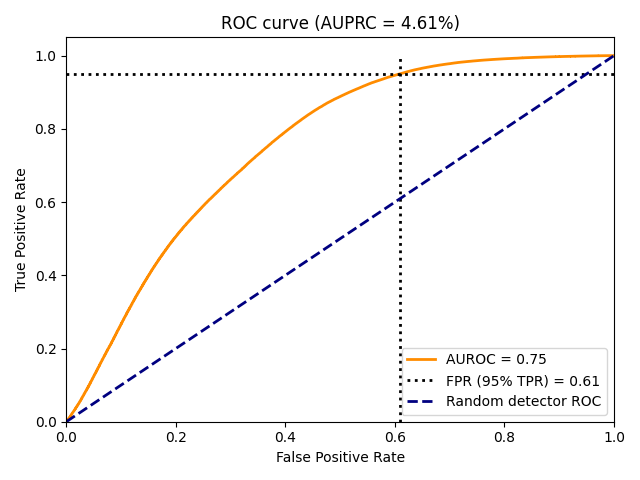 ROC curve (AUPRC = 4.61%)
True Positive Rate
1.0
0.8
0.6
0.4
0.2
0.0
AUROC = 0.75
FPR (95% TPR) = 0.61
Random detector ROC
0.0 0.2 0.4 0.6 0.8 1.0
False Positive Rate